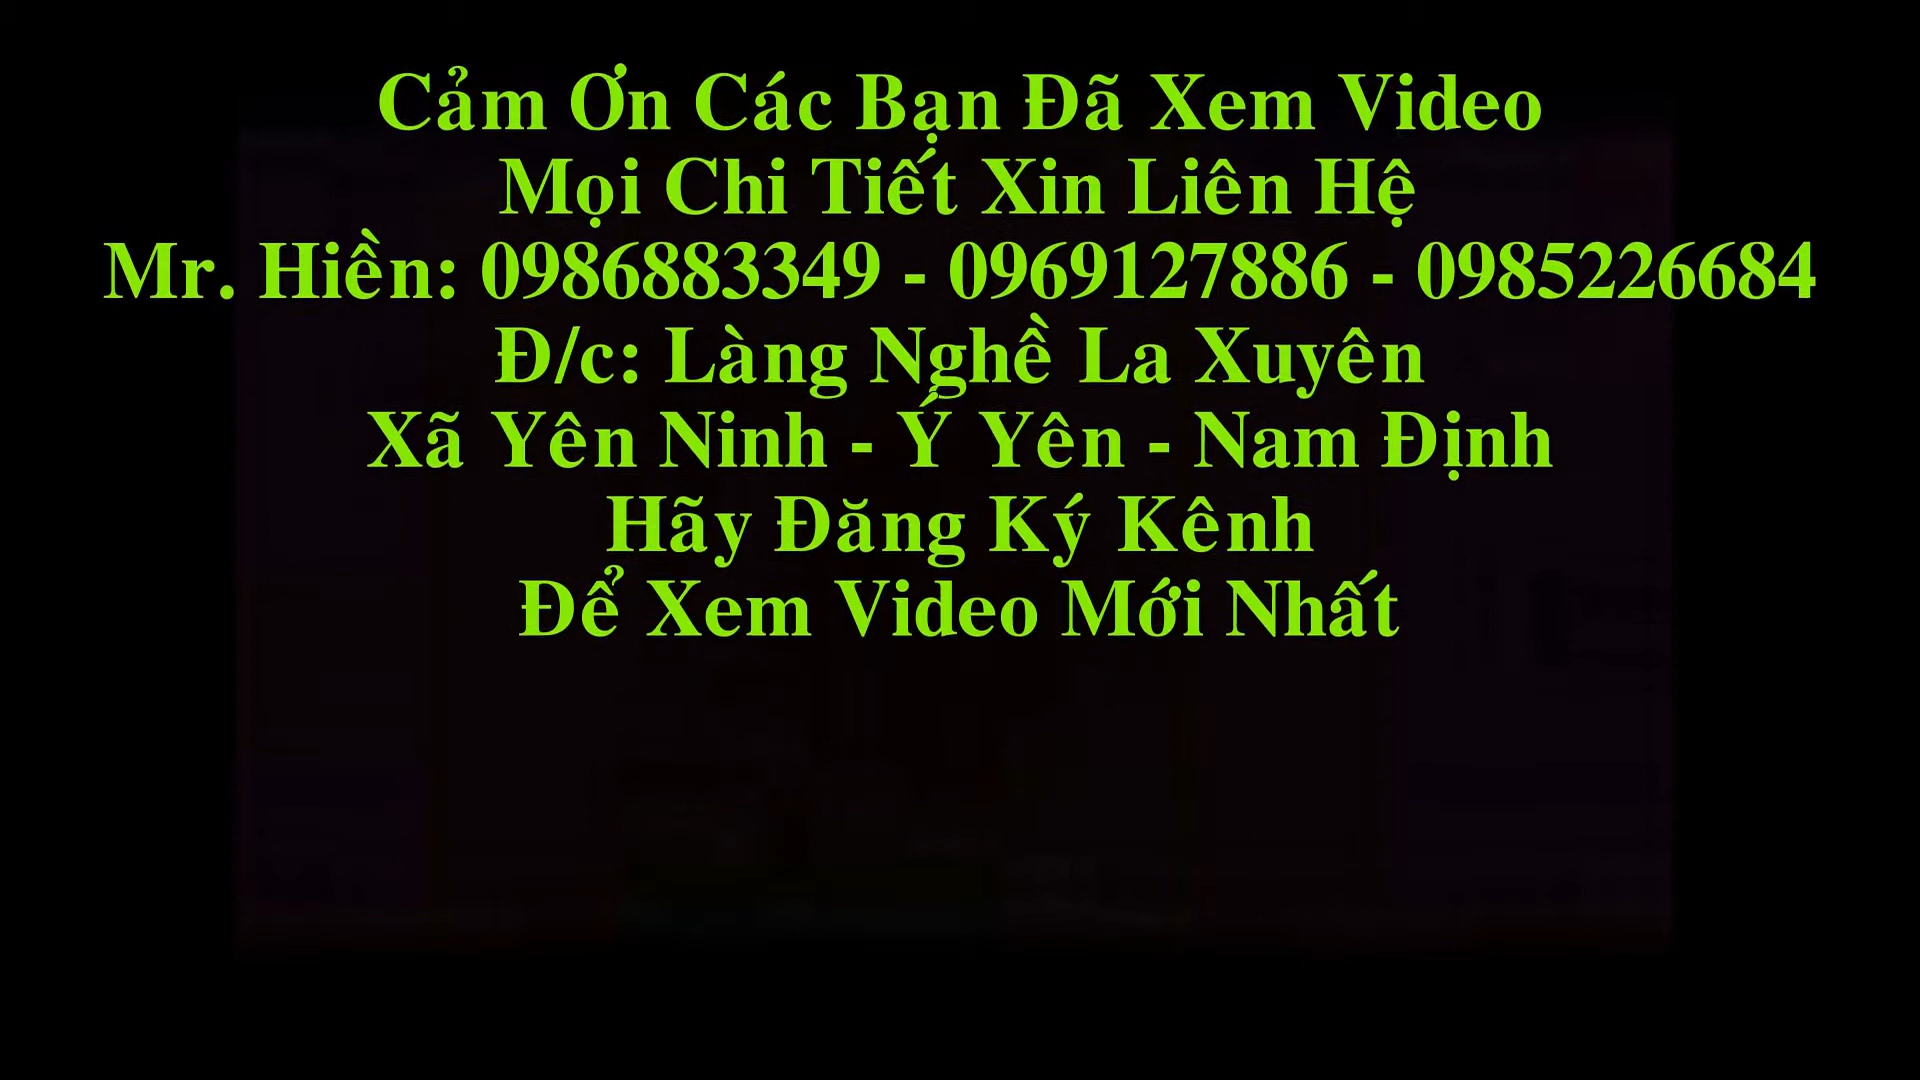 Cảm Ơn Các Bạn Đã Xem Video
Mọi Chi Tiết Xin Liên Hệ
Mr. Hiền: 0986883349 - 0969127886 - 0985226684
Đ/c: Làng Nghề La Xuyên
Xã Yên Ninh - Ý Yên - Nam Định
Hãy Đăng Ký Kênh
Để Xem Video Mới Nhất